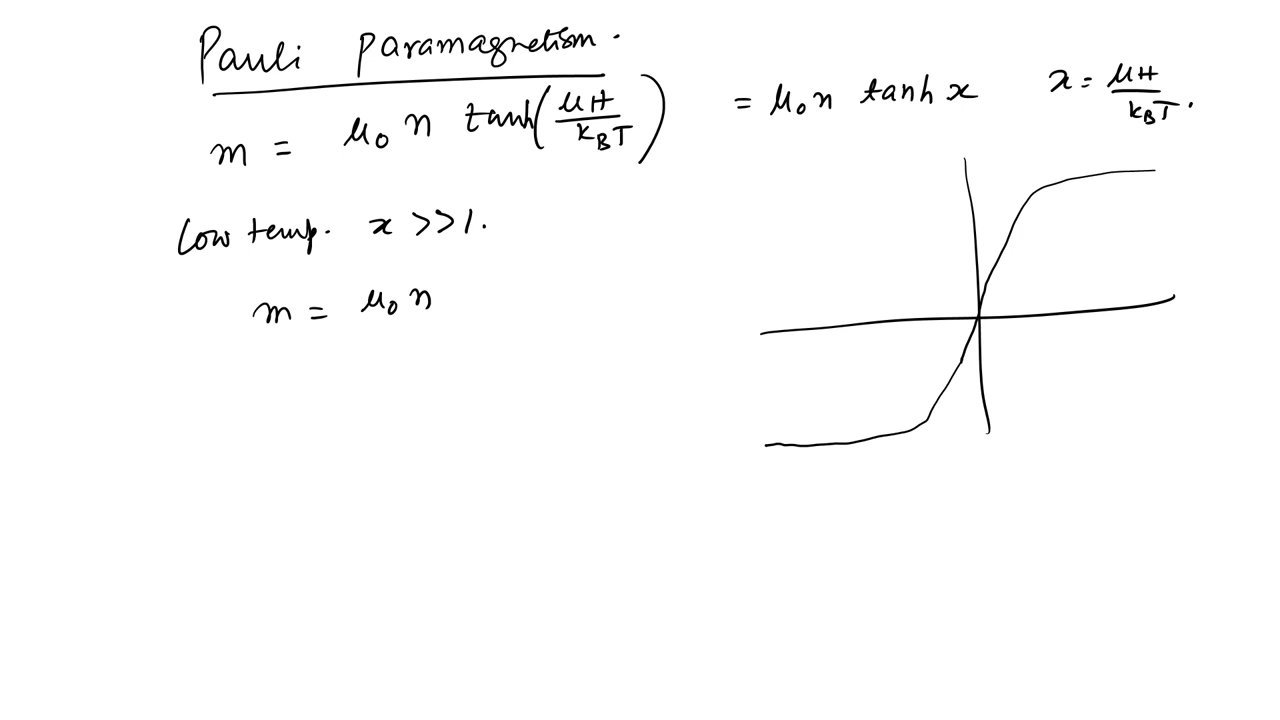 Pauli paramagnetism.
m = μ₀ n tanh(μH/k_BT) = μ₀ n tanh x x = μH/k_BT.
Low temp. x >> 1.
m = μ₀ n